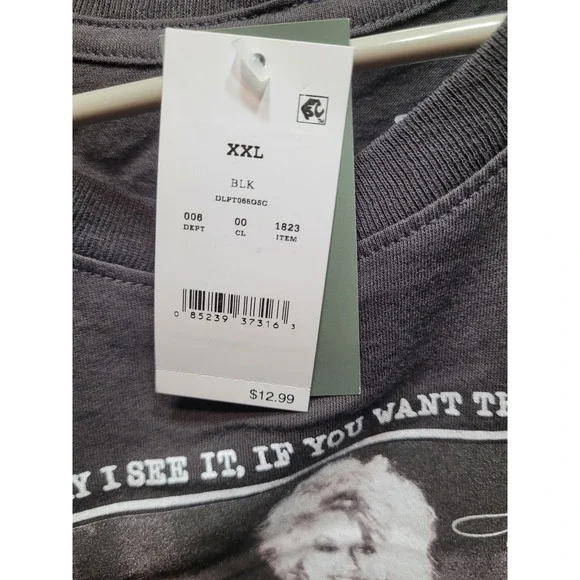 XXL
BLK
DLPT066GSC
006 00 1823
DEPT CL ITEM
0 85239 37316 3
$12.99
Y I SEE IT, IF YOU WANT TH